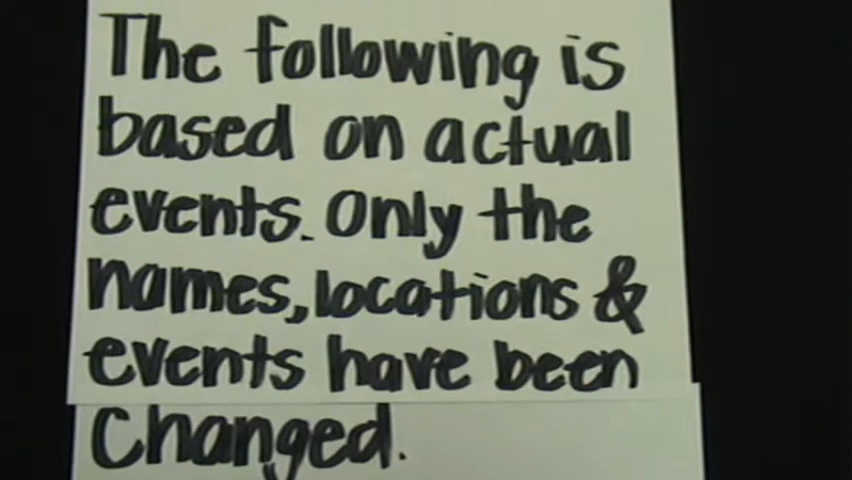 The following is
based on actual
events. Only the
names, locations &
events have been
Changed.